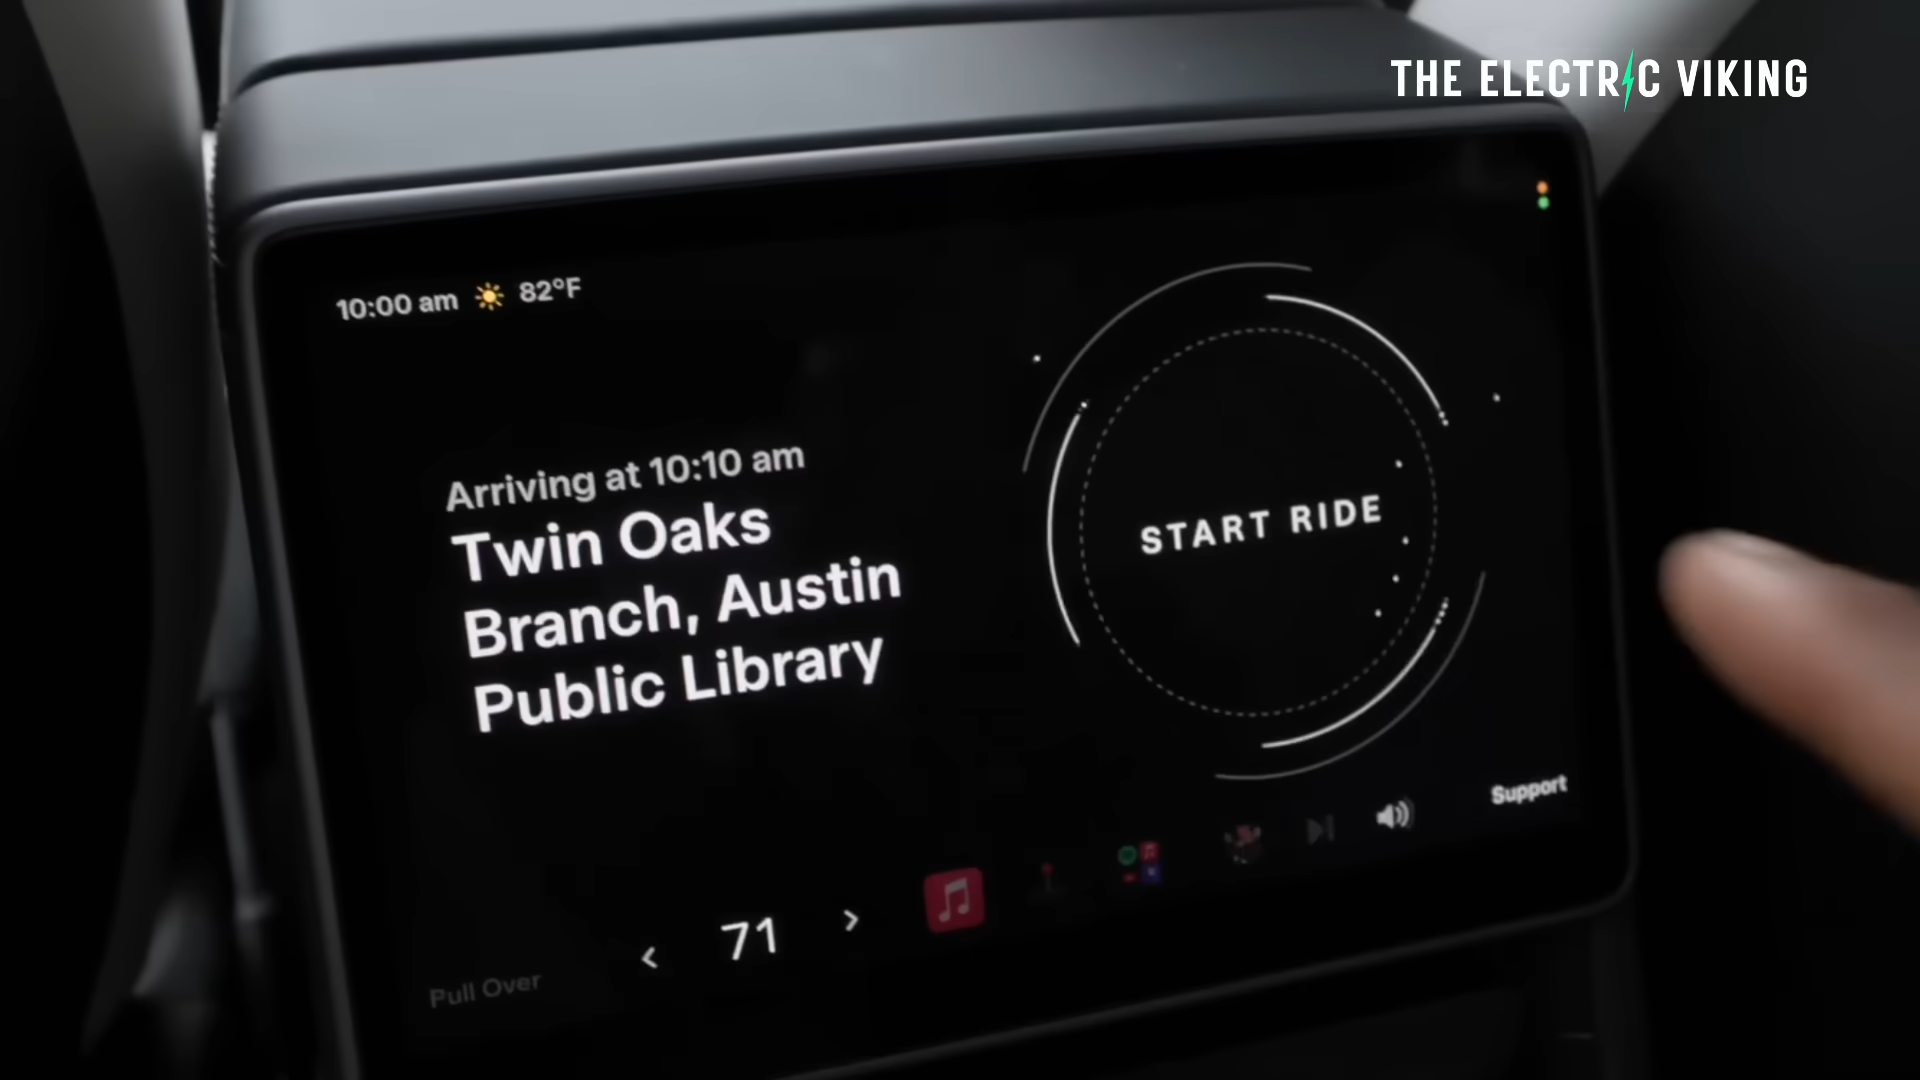 THE ELECTRIC VIKING
10:00 am 82°F
Arriving at 10:10 am
Twin Oaks
Branch, Austin
Public Library
START RIDE
Support
< 71 >
Pull Over